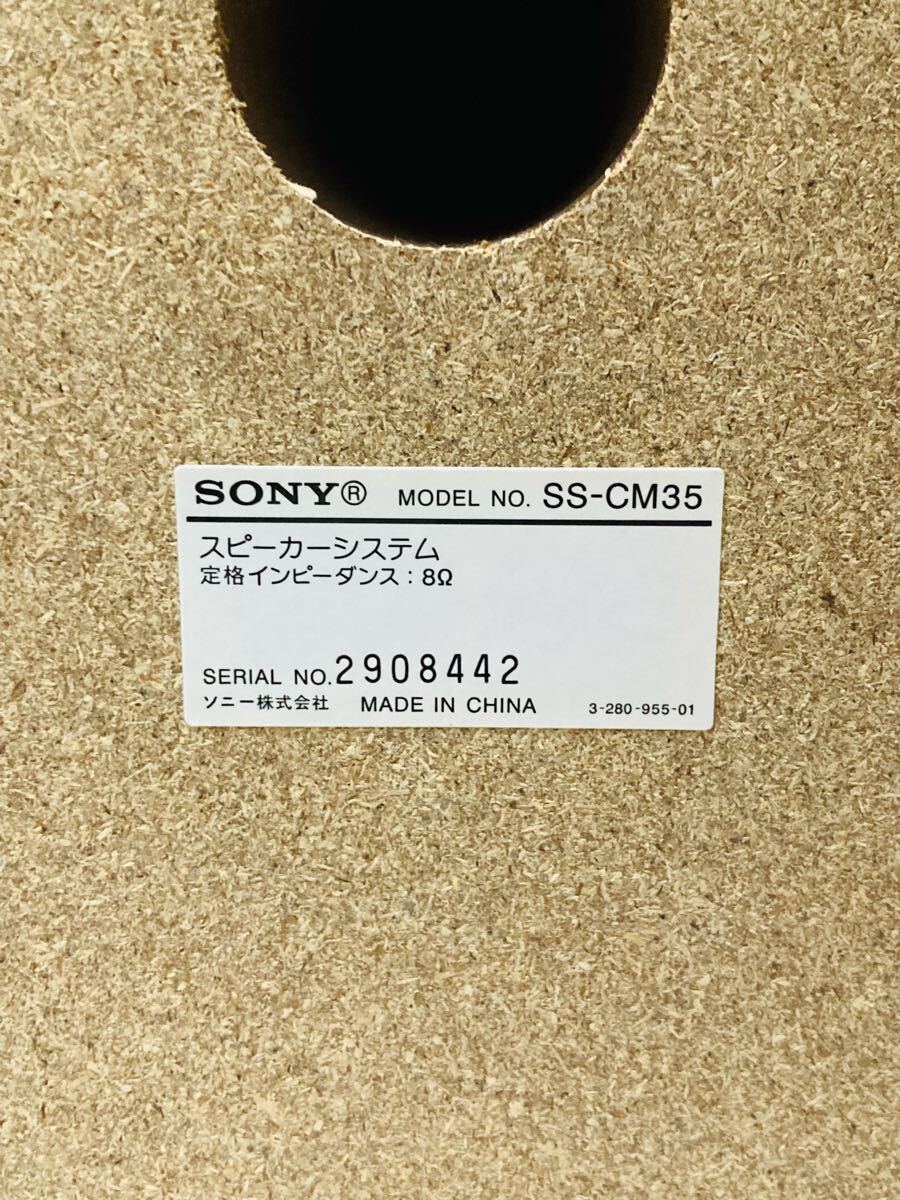 SONY® MODEL NO. SS-CM35
スピーカーシステム
定格インピーダンス：8Ω
SERIAL NO. 2908442
ソニー株式会社 MADE IN CHINA 3-280-955-01